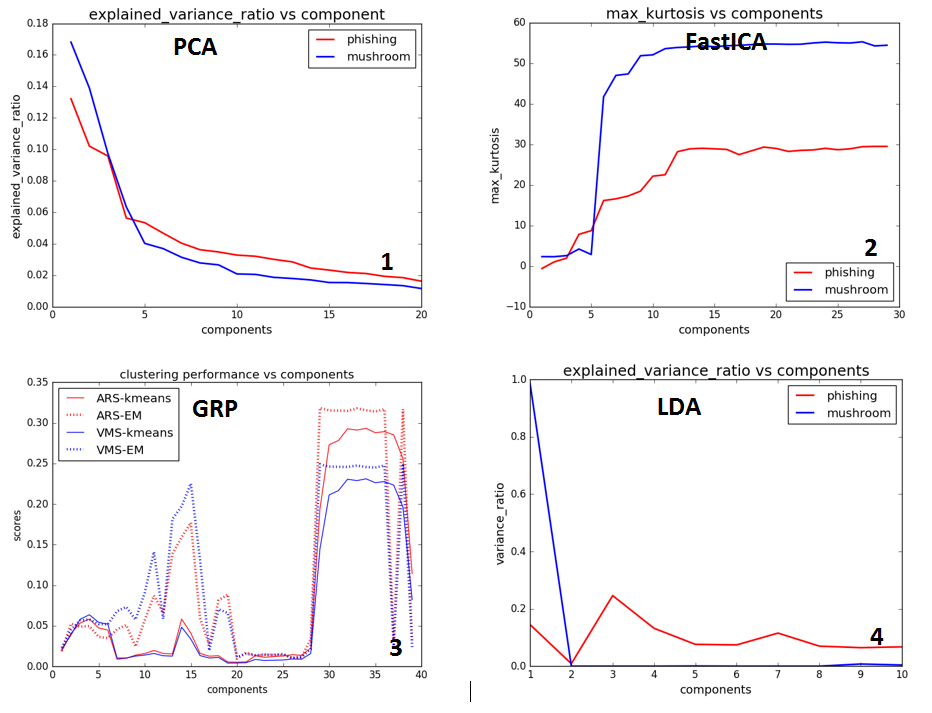 explained_variance_ratio vs component
PCA
phishing
mushroom
0.18
0.16
0.14
0.12
0.10
0.08
0.06
0.04
0.02
0.00
explained_variance_ratio
1
0 5 10 15 20
components
max_kurtosis vs components
FastICA
60
50
40
30
20
10
0
−10
max_kurtosis
2
phishing
mushroom
0 5 10 15 20 25 30
components
clustering performance vs components
GRP
ARS-kmeans
ARS-EM
VMS-kmeans
VMS-EM
0.35
0.30
0.25
0.20
0.15
0.10
0.05
0.00
scores
3
0 5 10 15 20 25 30 35 40
components
explained_variance_ratio vs components
LDA
phishing
mushroom
1.0
0.8
0.6
0.4
0.2
0.0
variance_ratio
4
1 2 3 4 5 6 7 8 9 10
components